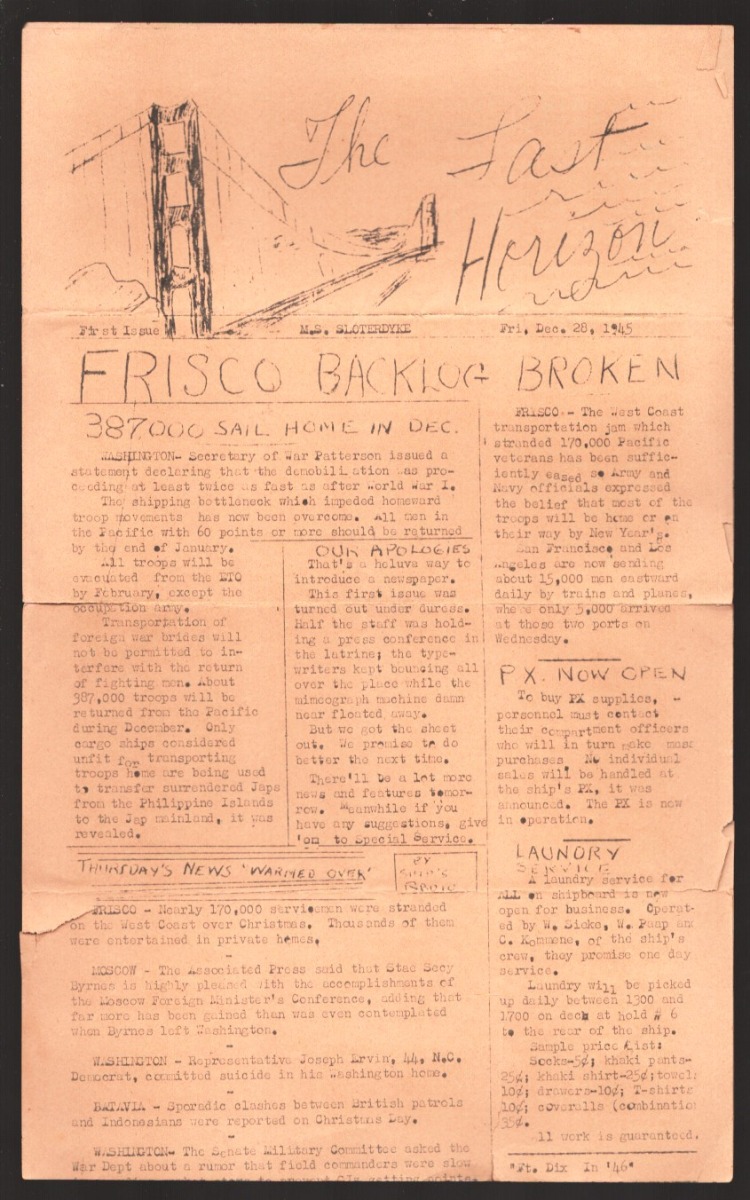 The Last
Horizon
First Issue M.S. SLOTERDYKE Fri, Dec. 28, 1945
FRISCO BACKLOG BROKEN
387000 SAIL HOME IN DEC.
WASHINGTON- Secretary of War Patterson issued a
statement declaring that the demobili ation was pro-
ceeding at least twice as fast as after World War I.
The shipping bottleneck which impeded homeward
troop movements has now been overcome. All men in
the Pacific with 60 points or more should be returned
by the end of January.
All troops will be
evacuated from the ETO
by February, except the
occupation army.
Transportation of
foreign war brides will
not be permitted to in-
terfere with the return
of fighting men. About
387,000 troops will be
returned from the Pacific
during December. Only
cargo ships considered
unfit for transporting
troops home are being used
to transfer surrendered Japs
from the Philippine Islands
to the Jap mainland, it was
revealed.
OUR APOLOGIES
That's a heluva way to
introduce a newspaper.
This first issue was
turned out under duress.
Half the staff was hold-
ing a press conference in
the latrine; the type-
writers kept bouncing all
over the place while the
mimeograph machine damn
near floated away.
But we got the sheet
out. We promise to do
better the next time.
There'll be a lot more
news and features tomor-
row. Meanwhile if you
have any suggestions, give
'em to Special Service.
FRISCO - The West Coast
transportation jam which
stranded 170,000 Pacific
veterans has been suffic-
iently eased so Army and
Navy officials expressed
the belief that most of the
troops will be home or on
their way by New Year's.
San Francisco and Los
Angeles are now sending
about 15,000 men eastward
daily by trains and planes,
where only 5,000 arrived
at those two ports on
Wednesday.
PX. NOW OPEN
To buy PX supplies, -
personnel must contact
their compartment officers
who will in turn make mass
purchases. No individual
sales will be handled at
the ship's PX, it was
announced. The PX is now
in operation.
LAUNDRY
SERVICE
A laundry service for
ALL on shipboard is now
open for business. Operat-
ed by W. Sicke, W. Paap and
C. Kommene, of the ship's
crew, they promise one day
service.
Laundry will be picked
up daily between 1300 and
1700 on deck at hold # 6
to the rear of the ship.
Sample price list:
Socks-5¢; khaki pants-
25¢; khaki shirt-25¢; towel:
10¢; drawers-10¢; T-shirts
10¢; coveralls (combination
35¢.
All work is guaranteed.
"Ft. Dix In '46"
THURSDAY'S NEWS 'WARMED OVER'
BY
SHIP'S
RADIO
FRISCO - Nearly 170,000 servicemen were stranded
on the West Coast over Christmas. Thousands of them
were entertained in private homes.
MOSCOW - The Associated Press said that Stae Secy
Byrnes is highly pleased with the accomplishments of
the Moscow Foreign Minister's Conference, adding that
far more has been gained than was even contemplated
when Byrnes left Washington.
WASHINGTON - Representative Joseph Ervin, 44, N.C.
Democrat, committed suicide in his Washington home.
BATAVIA - Sporadic clashes between British patrols
and Indonesians were reported on Christmas Day.
WASHINGTON- The Senate Military Committee asked the
War Dept about a rumor that field commanders were slow